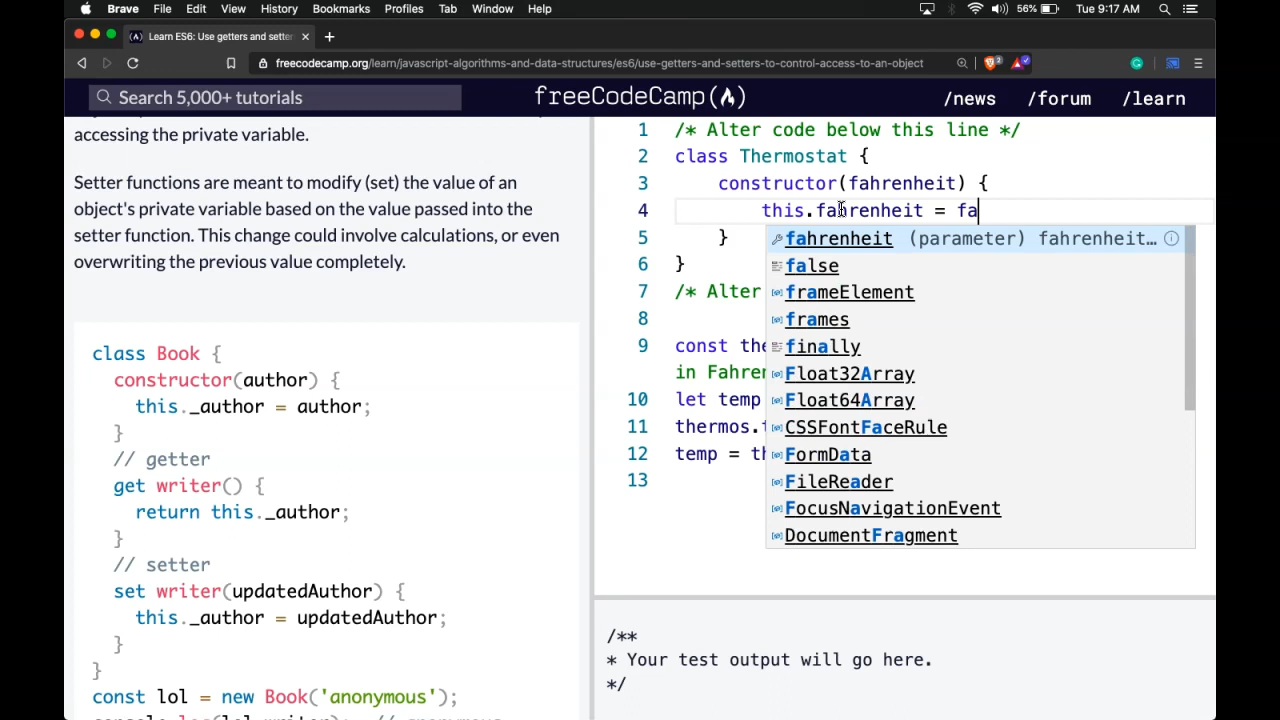 Brave File Edit View History Bookmarks Profiles Tab Window Help 56% Tue 9:17 AM
Learn ES6: Use getters and setter
freecodecamp.org/learn/javascript-algorithms-and-data-structures/es6/use-getters-and-setters-to-control-access-to-an-object
Search 5,000+ tutorials
freeCodeCamp
/news /forum /learn
accessing the private variable.
Setter functions are meant to modify (set) the value of an
object's private variable based on the value passed into the
setter function. This change could involve calculations, or even
overwriting the previous value completely.
class Book {
constructor(author) {
this._author = author;
}
// getter
get writer() {
return this._author;
}
// setter
set writer(updatedAuthor) {
this._author = updatedAuthor;
}
}
const lol = new Book('anonymous');
1 /* Alter code below this line */
2 class Thermostat {
3 constructor(fahrenheit) {
4 this.fahrenheit = fa
5 }
6 }
7 /* Alter
8
9 const the
in Fahren
10 let temp
11 thermos.t
12 temp = th
13
fahrenheit (parameter) fahrenheit…
false
frameElement
frames
finally
Float32Array
Float64Array
CSSFontFaceRule
FormData
FileReader
FocusNavigationEvent
DocumentFragment
/**
* Your test output will go here.
*/